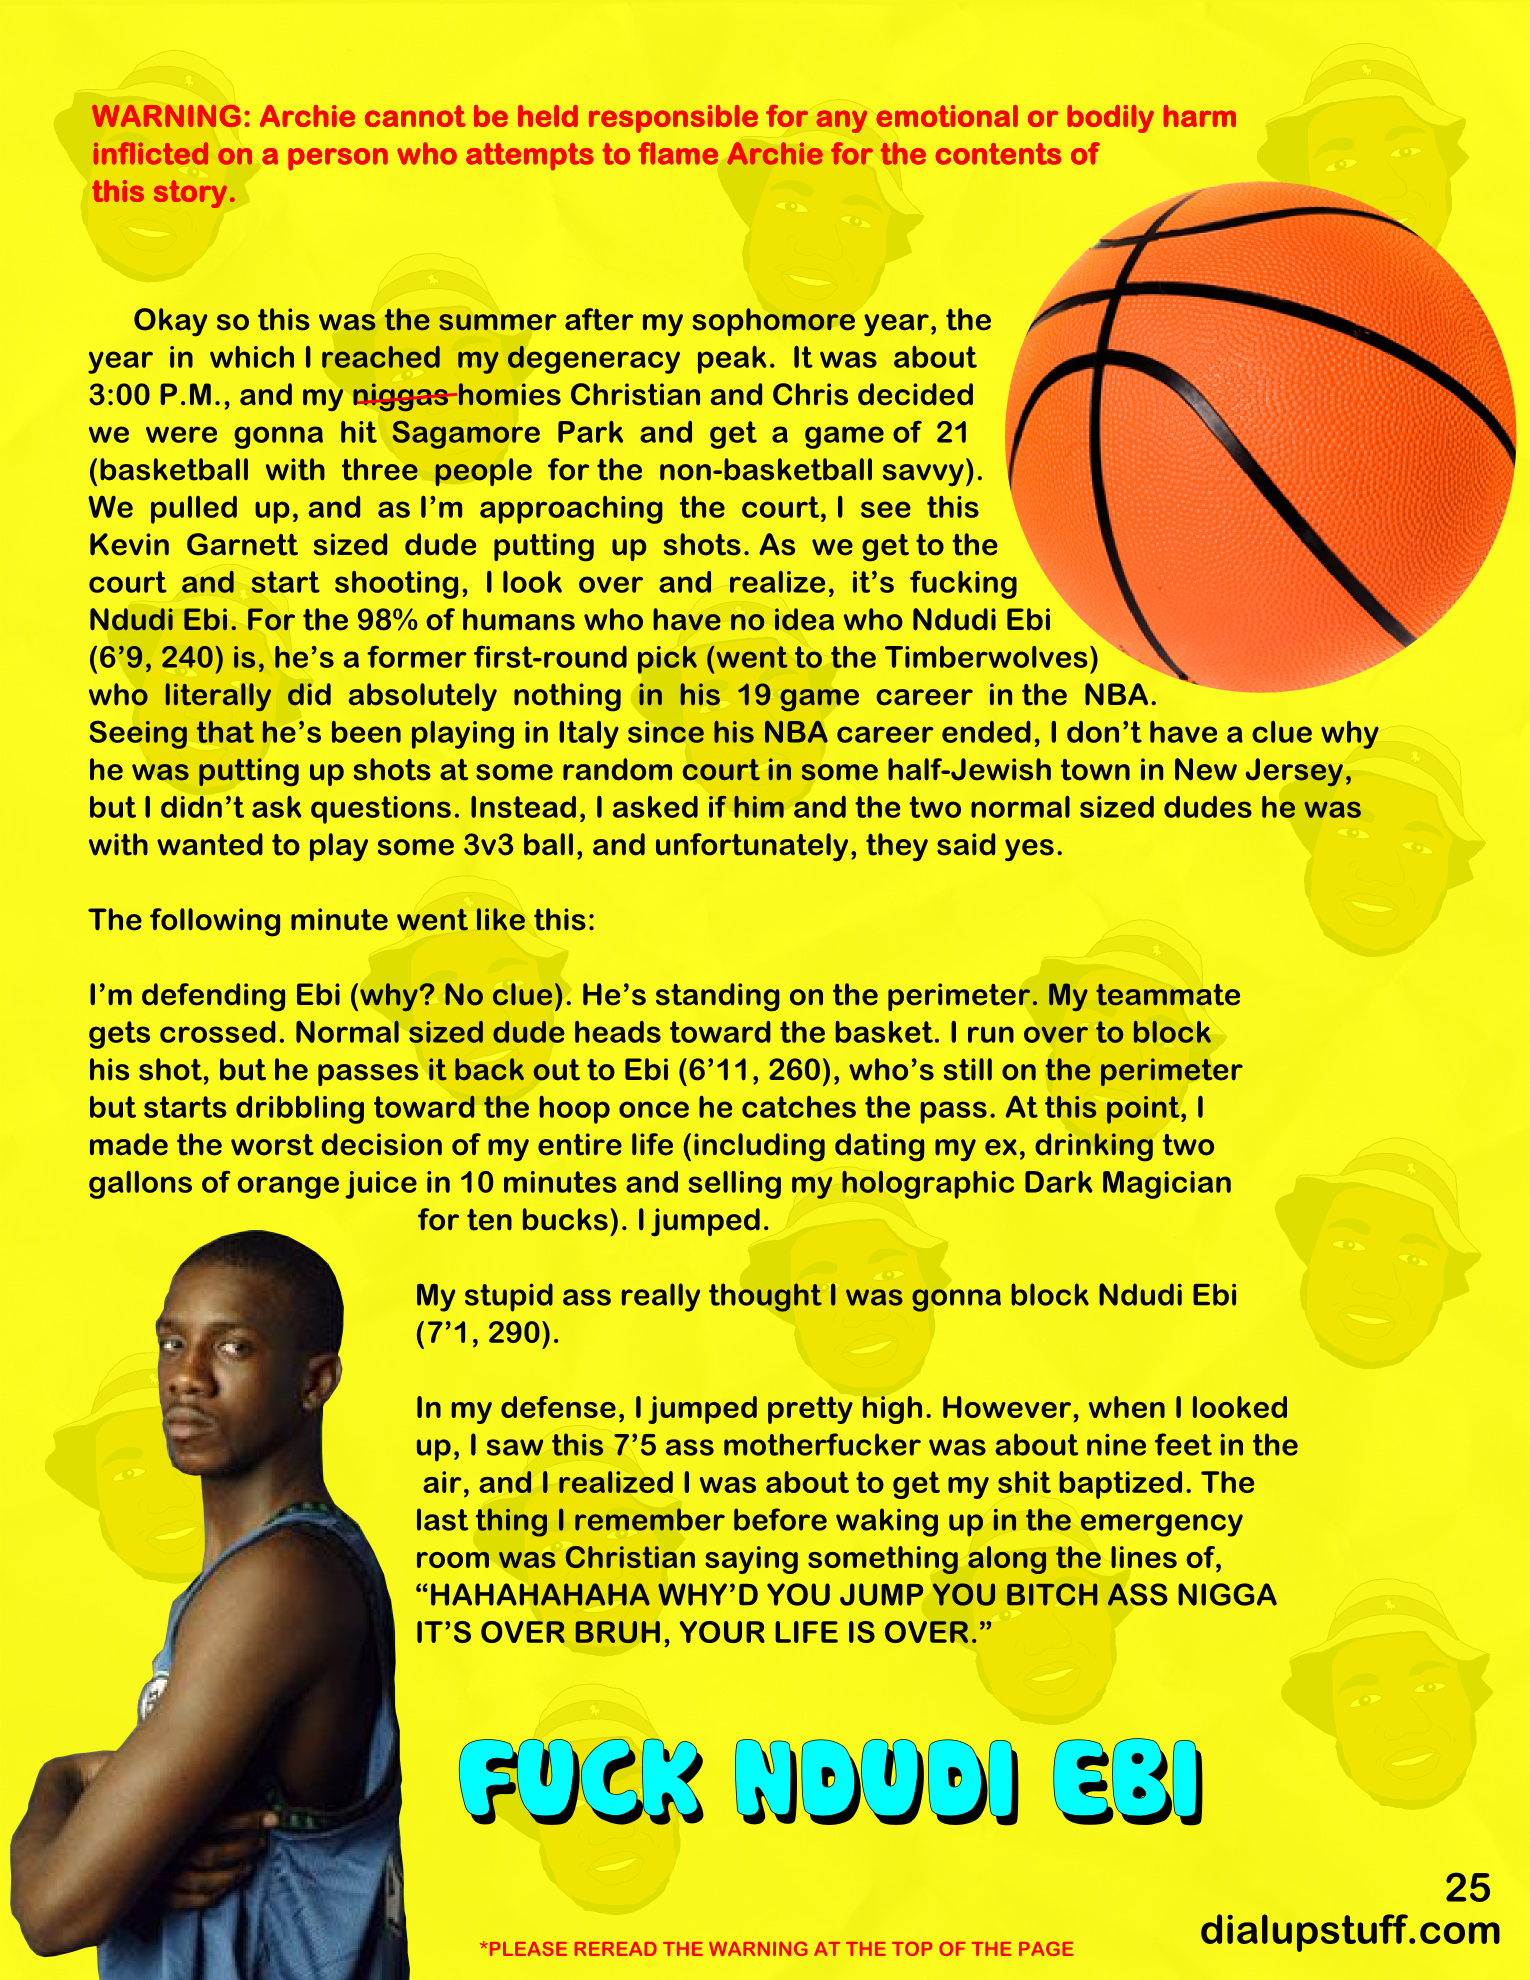 WARNING: Archie cannot be held responsible for any emotional or bodily harm
inflicted on a person who attempts to flame Archie for the contents of
this story.
Okay so this was the summer after my sophomore year, the
year in which I reached my degeneracy peak. It was about
3:00 P.M., and my niggas homies Christian and Chris decided
we were gonna hit Sagamore Park and get a game of 21
(basketball with three people for the non-basketball savvy).
We pulled up, and as I’m approaching the court, I see this
Kevin Garnett sized dude putting up shots. As we get to the
court and start shooting, I look over and realize, it’s fucking
Ndudi Ebi. For the 98% of humans who have no idea who Ndudi Ebi
(6’9, 240) is, he’s a former first-round pick (went to the Timberwolves)
who literally did absolutely nothing in his 19 game career in the NBA.
Seeing that he’s been playing in Italy since his NBA career ended, I don’t have a clue why
he was putting up shots at some random court in some half-Jewish town in New Jersey,
but I didn’t ask questions. Instead, I asked if him and the two normal sized dudes he was
with wanted to play some 3v3 ball, and unfortunately, they said yes.
The following minute went like this:
I’m defending Ebi (why? No clue). He’s standing on the perimeter. My teammate
gets crossed. Normal sized dude heads toward the basket. I run over to block
his shot, but he passes it back out to Ebi (6’11, 260), who’s still on the perimeter
but starts dribbling toward the hoop once he catches the pass. At this point, I
made the worst decision of my entire life (including dating my ex, drinking two
gallons of orange juice in 10 minutes and selling my holographic Dark Magician
for ten bucks). I jumped.
My stupid ass really thought I was gonna block Ndudi Ebi
(7’1, 290).
In my defense, I jumped pretty high. However, when I looked
up, I saw this 7’5 ass motherfucker was about nine feet in the
air, and I realized I was about to get my shit baptized. The
last thing I remember before waking up in the emergency
room was Christian saying something along the lines of,
“HAHAHAHAHA WHY’D YOU JUMP YOU BITCH ASS NIGGA
IT’S OVER BRUH, YOUR LIFE IS OVER.”
FUCK NDUDI EBI
25
dialupstuff.com
*PLEASE REREAD THE WARNING AT THE TOP OF THE PAGE